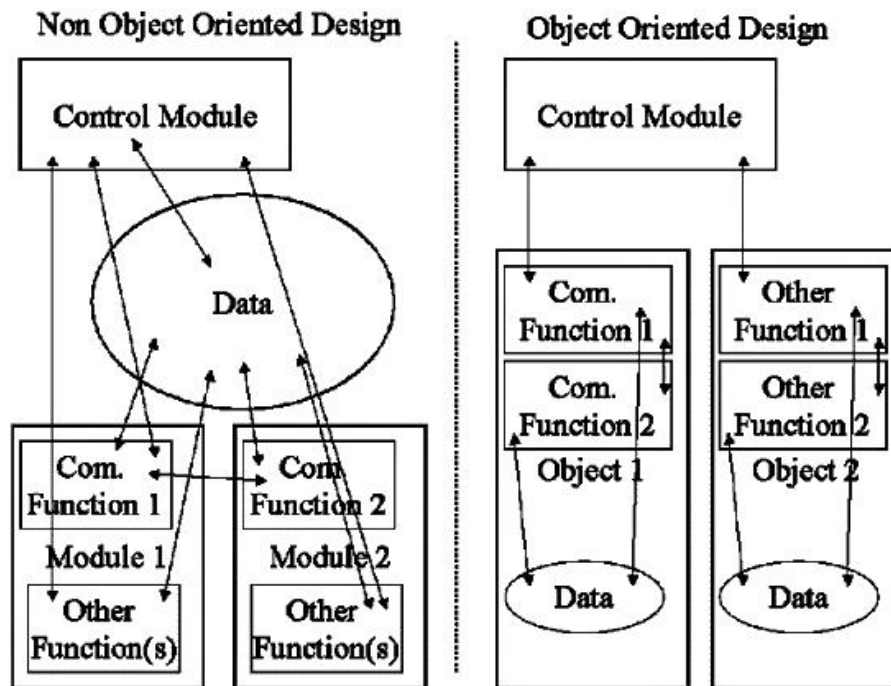 Non Object Oriented Design
Control Module
Data
Com.
Function 1
Com
Function 2
Module 1
Module 2
Other
Function(s)
Other
Function(s)
Object Oriented Design
Control Module
Com.
Function 1
Com.
Function 2
Object 1
Data
Other
Function 1
Other
Function 2
Object 2
Data